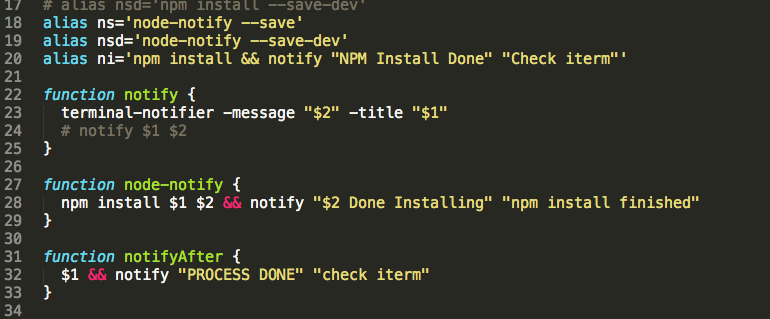 17 # alias nsd='npm install --save-dev'
18 alias ns='node-notify --save'
19 alias nsd='node-notify --save-dev'
20 alias ni='npm install && notify "NPM Install Done" "Check iterm"'
21
22 function notify {
23   terminal-notifier -message "$2" -title "$1"
24   # notify $1 $2
25 }
26
27 function node-notify {
28   npm install $1 $2 && notify "$2 Done Installing" "npm install finished"
29 }
30
31 function notifyAfter {
32   $1 && notify "PROCESS DONE" "check iterm"
33 }
34